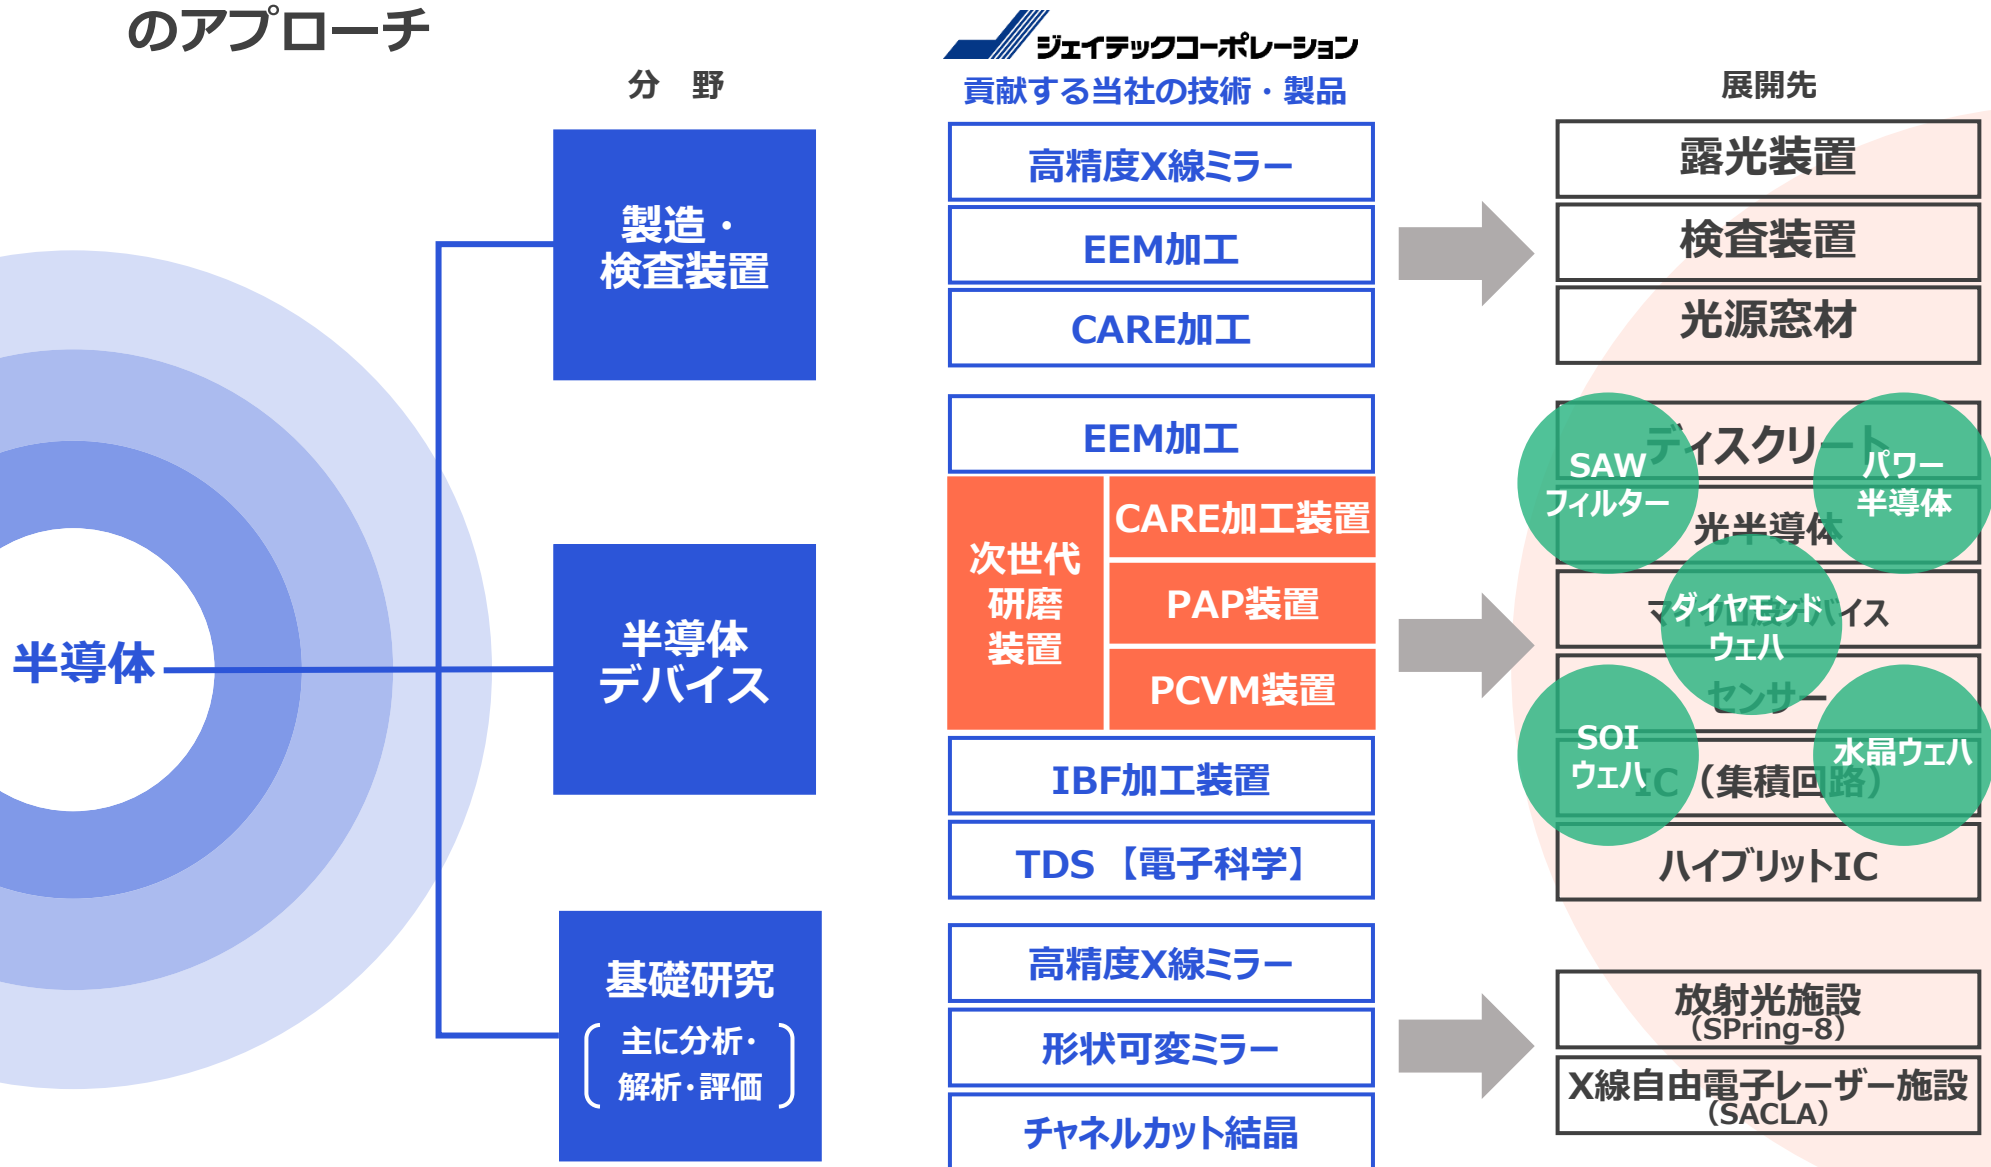 のアプローチ
分 野
ジェイテックコーポレーション
貢献する当社の技術・製品
展開先
半導体
製造・
検査装置
高精度X線ミラー
EEM加工
CARE加工
露光装置
検査装置
光源窓材
半導体
デバイス
EEM加工
次世代
研磨
装置
CARE加工装置
PAP装置
PCVM装置
IBF加工装置
TDS【電子科学】
ディスクリート
光半導体
センサー
IC（集積回路）
ハイブリットIC
SAW
フィルター
パワー
半導体
ダイヤモンド
ウェハ
SOI
ウェハ
水晶ウェハ
基礎研究
主に分析・
解析・評価
高精度X線ミラー
形状可変ミラー
チャネルカット結晶
放射光施設
（SPring-8）
X線自由電子レーザー施設
（SACLA）